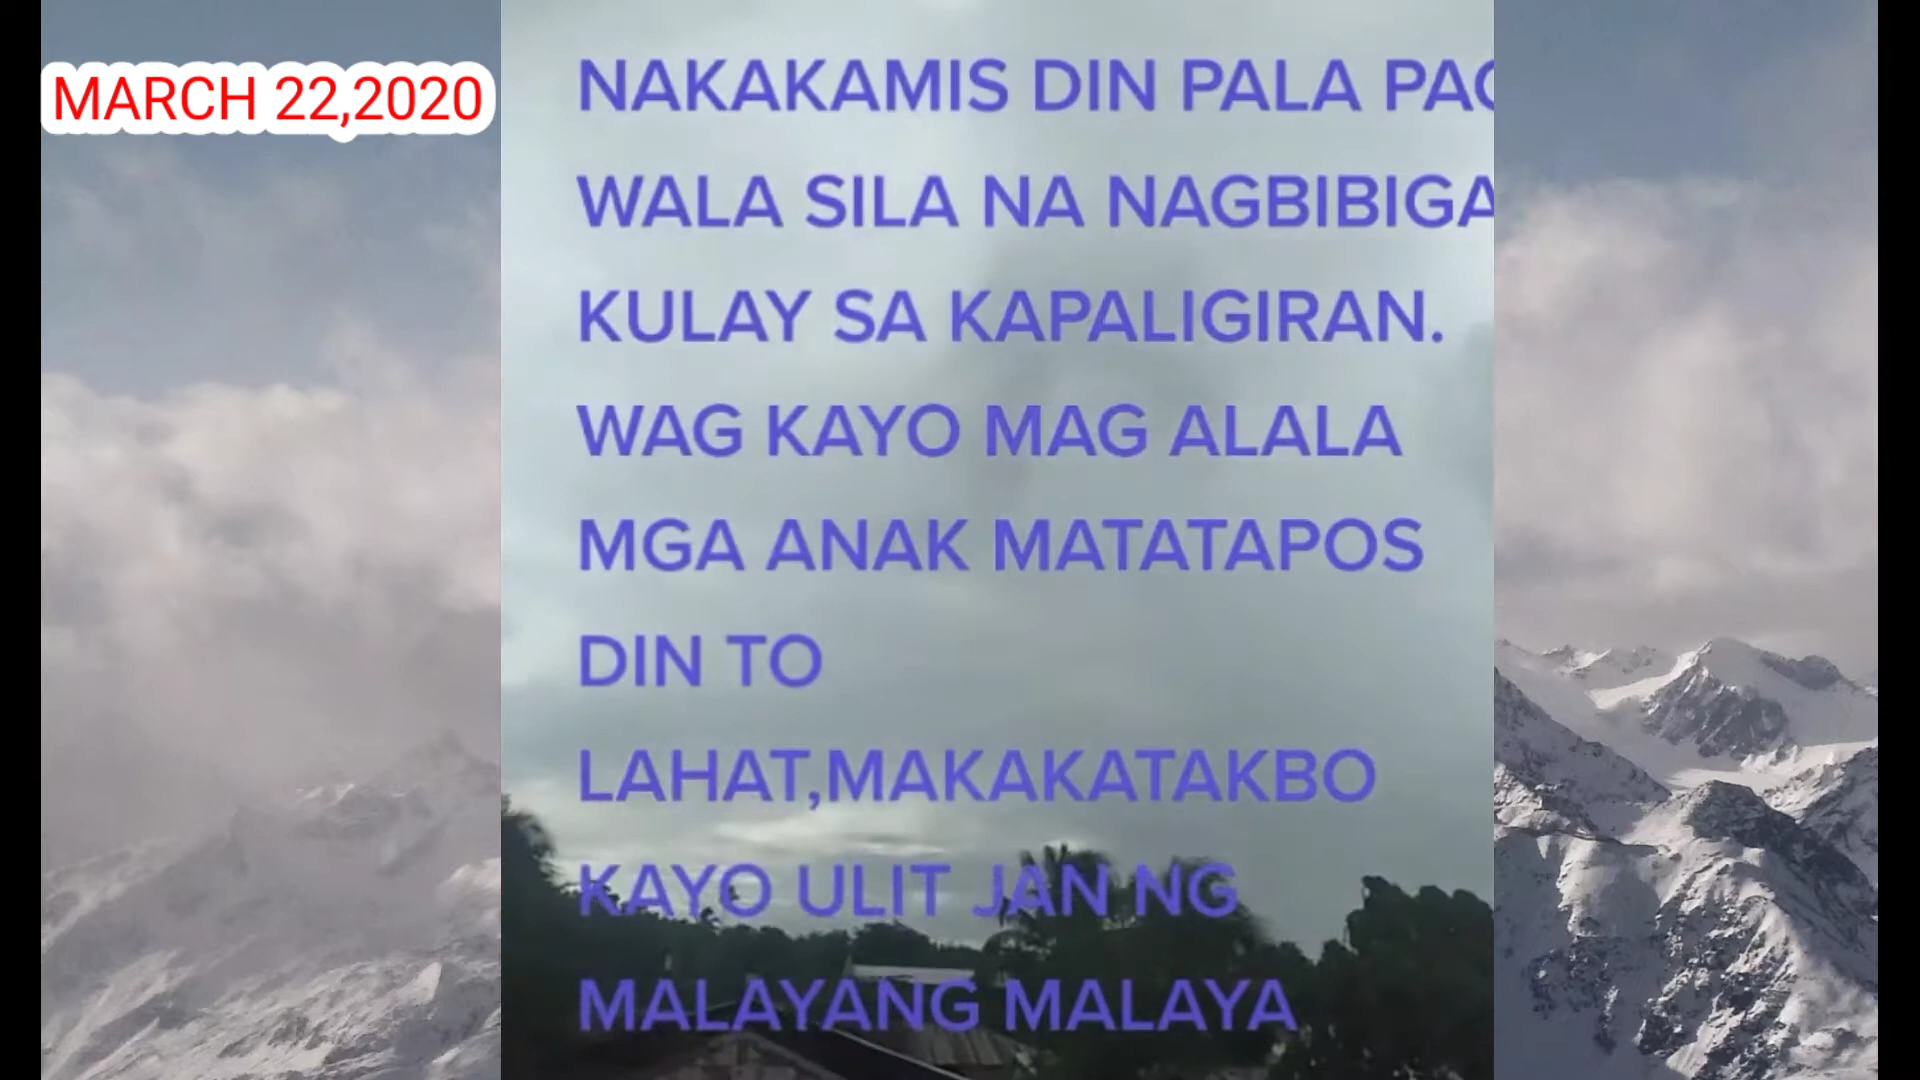 MARCH 22,2020
NAKAKAMIS DIN PALA
WALA SILA NA
KULAY SA KAPALIGIRAN.
WAG KAYO MAG ALALA
MGA ANAK MATATAPOS
DIN TO
LAHAT,MAKAKATAKBO
KAYO ULIT JAN NG
MALAYANG MALAYA